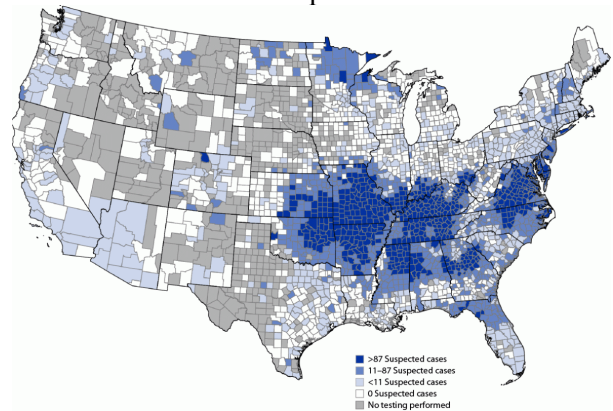 >87 Suspected cases
11–87 Suspected cases
<11 Suspected cases
0 Suspected cases
No testing performed